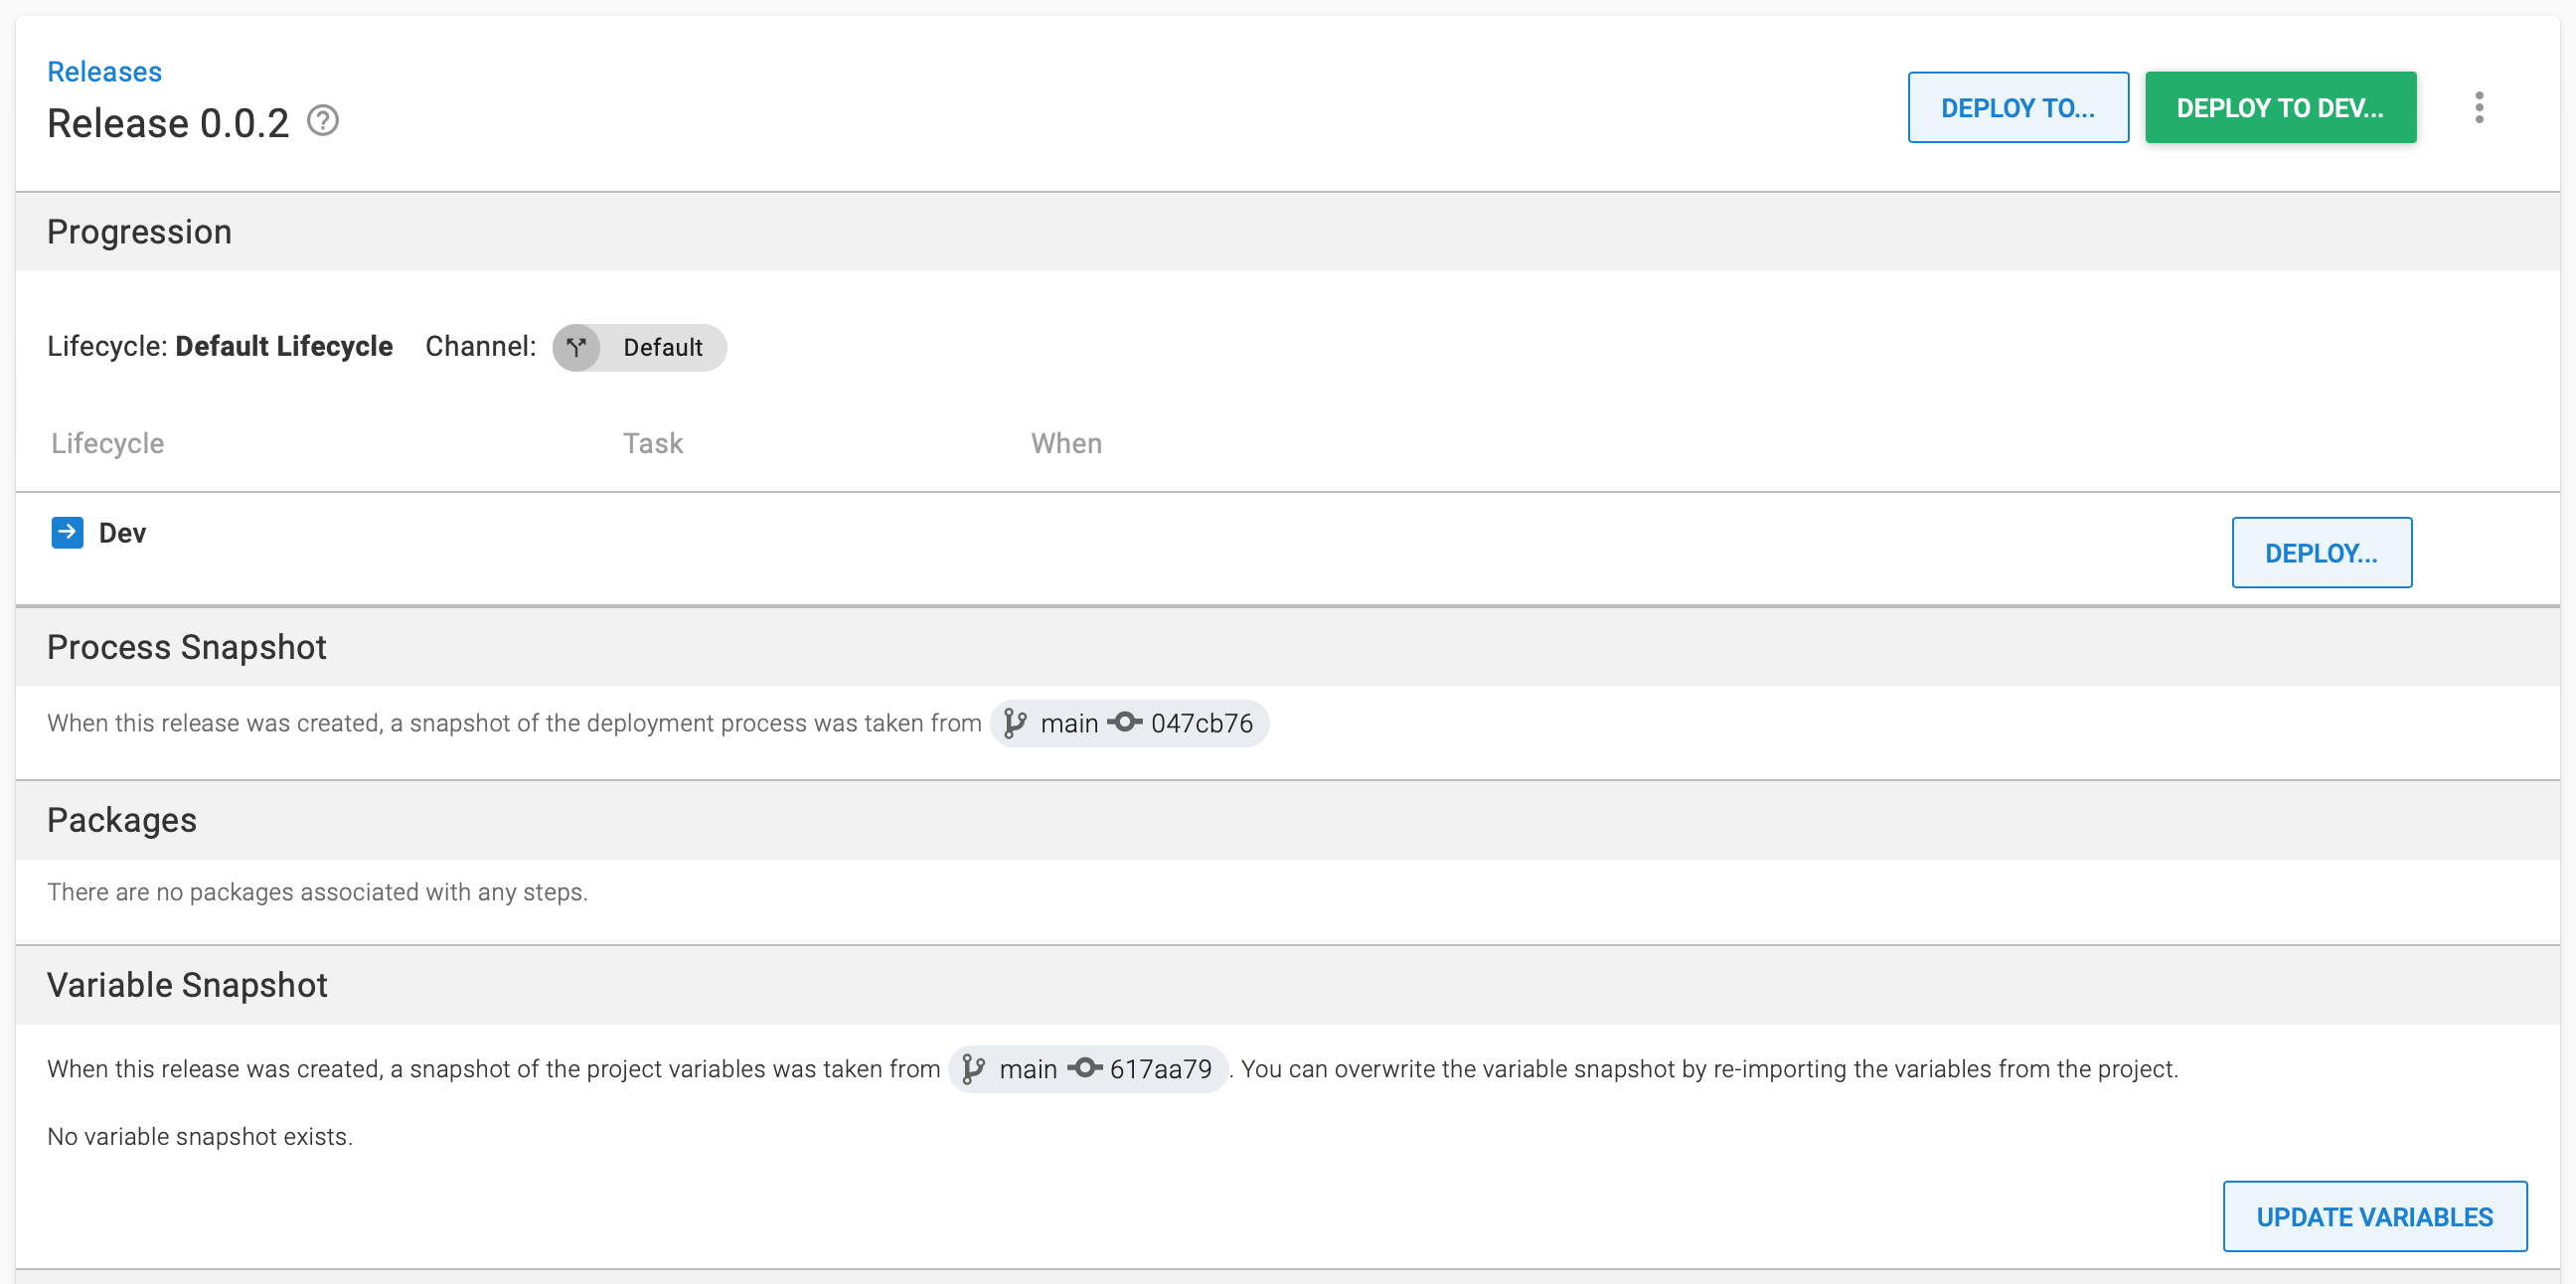 Releases
Release 0.0.2
DEPLOY TO...
DEPLOY TO DEV...
Progression
Lifecycle: Default Lifecycle Channel: Default
Lifecycle Task When
Dev
DEPLOY...
Process Snapshot
When this release was created, a snapshot of the deployment process was taken from main 047cb76
Packages
There are no packages associated with any steps.
Variable Snapshot
When this release was created, a snapshot of the project variables was taken from main 617aa79. You can overwrite the variable snapshot by re-importing the variables from the project.
No variable snapshot exists.
UPDATE VARIABLES